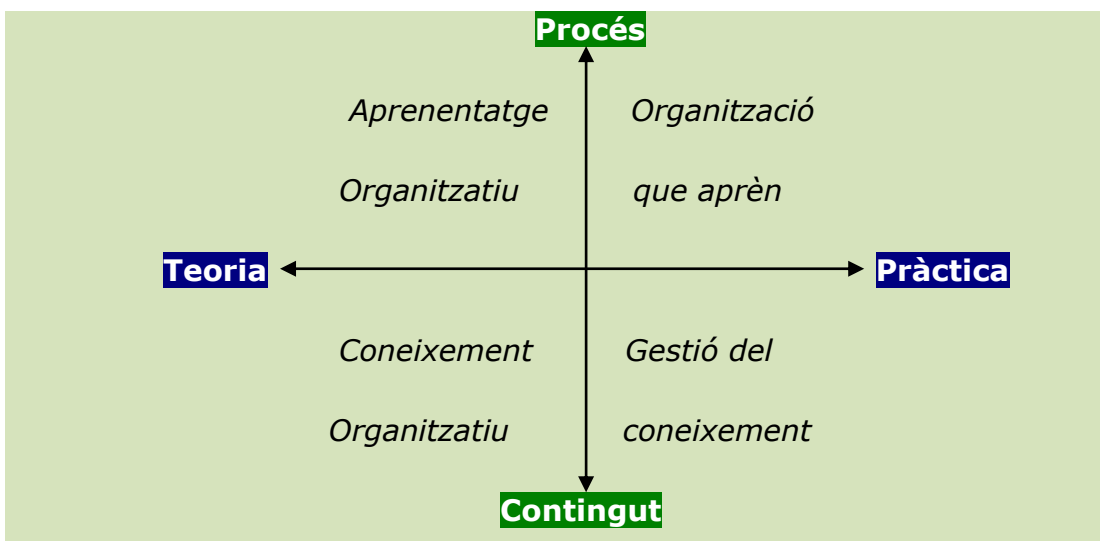 Procés
Aprenentatge Organització
Organitzatiu que aprèn
Teoria Pràctica
Coneixement Gestió del
Organitzatiu coneixement
Contingut